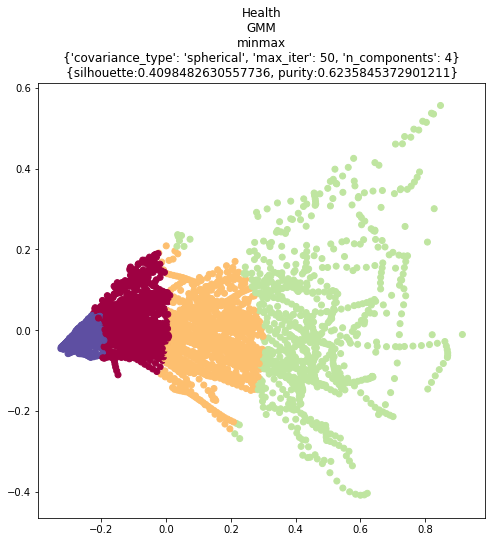 Health
GMM
minmax
{'covariance_type': 'spherical', 'max_iter': 50, 'n_components': 4}
{silhouette:0.4098482630557736, purity:0.6235845372901211}
0.6
0.4
0.2
0.0
−0.2
−0.4
−0.2 0.0 0.2 0.4 0.6 0.8